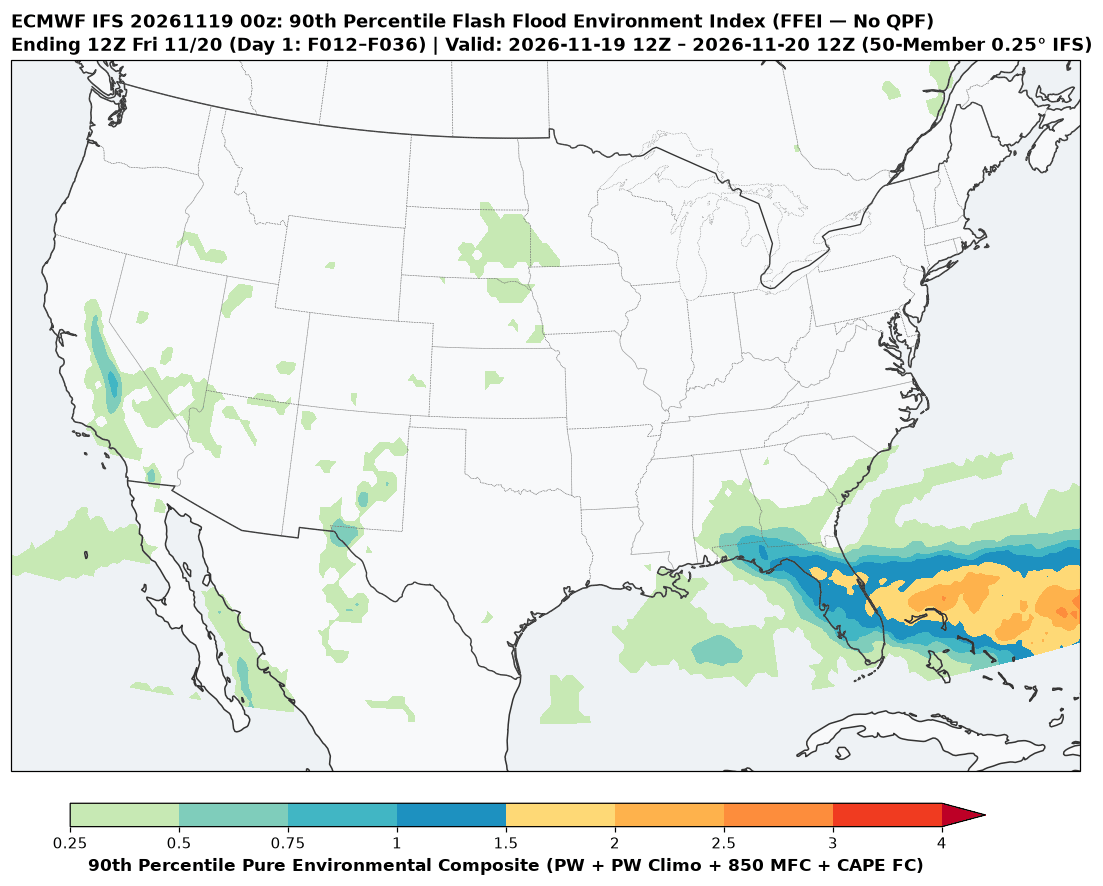 ECMWF IFS 20261119 00z: 90th Percentile Flash Flood Environment Index (FFEI — No QPF)
Ending 12Z Fri 11/20 (Day 1: F012–F036) | Valid: 2026-11-19 12Z – 2026-11-20 12Z (50-Member 0.25° IFS)
0.25 0.5 0.75 1 1.5 2 2.5 3 4
90th Percentile Pure Environmental Composite (PW + PW Climo + 850 MFC + CAPE FC)